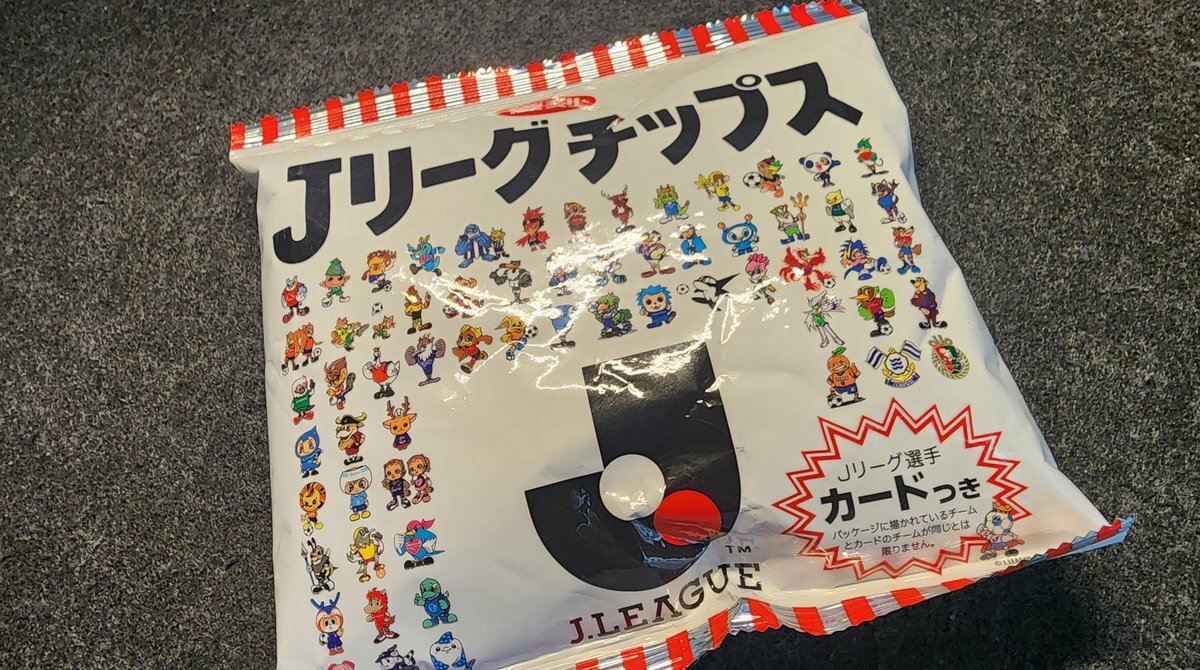 Jリーグチップス
Jリーグ選手
カードつき
パッケージに描かれているチーム
とカードのチームが同じとは
限りません。
TM
J.LEAGUE